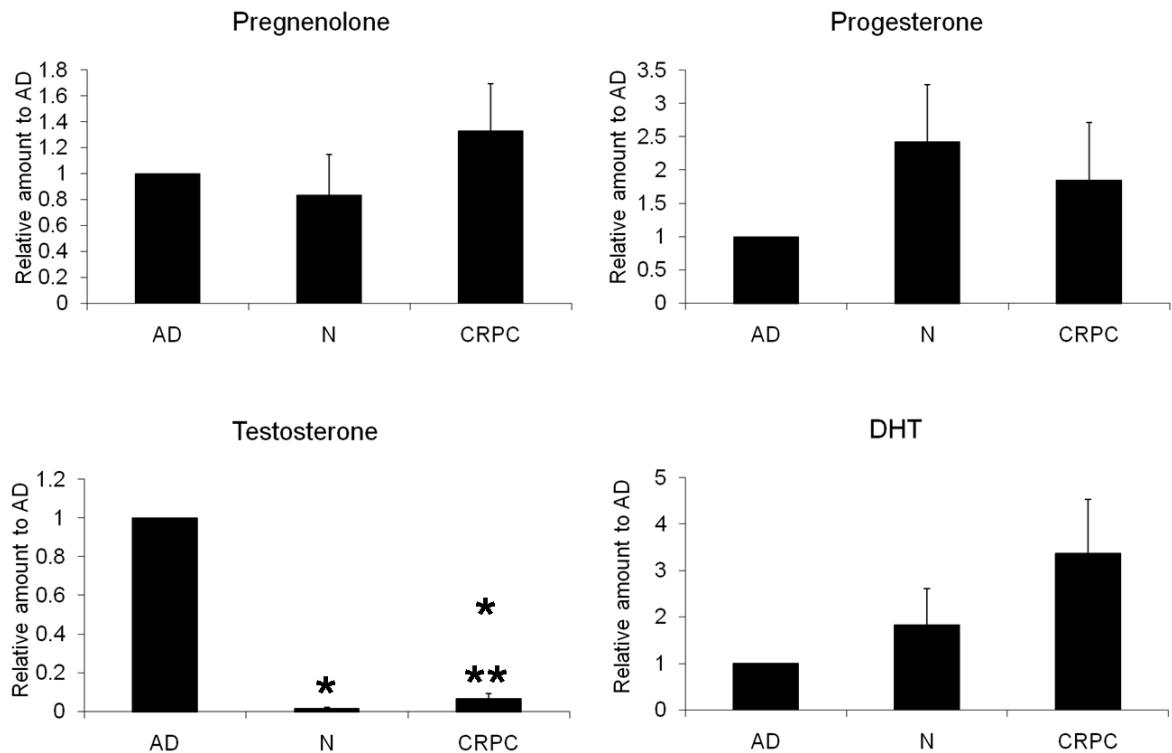 Pregnenolone
Relative amount to AD
1.8
1.6
1.4
1.2
1
0.8
0.6
0.4
0.2
0
AD N CRPC
Progesterone
Relative amount to AD
3.5
3
2.5
2
1.5
1
0.5
0
AD N CRPC
Testosterone
Relative amount to AD
1.2
1
0.8
0.6
0.4
0.2
0
*
*
**
AD N CRPC
DHT
Relative amount to AD
5
4
3
2
1
0
AD N CRPC